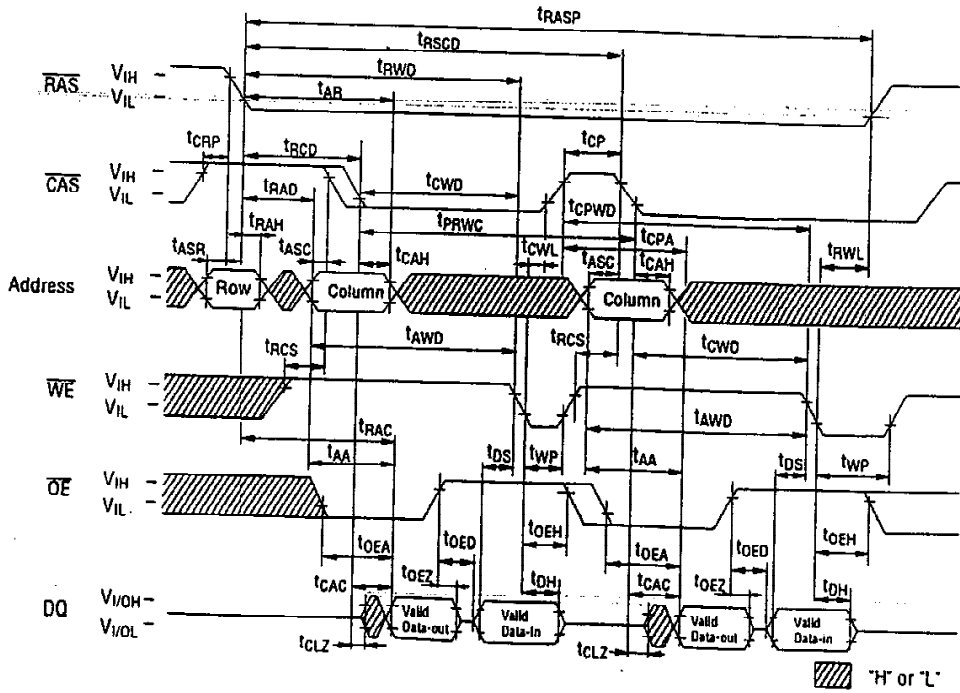 tRASP
tRSCD
tRWD
tAR
RAS VIH
VIL
tCRP tRCD tCP
CAS VIH
VIL
tRAD tCWD
tRAH tPRWC tCPWD
tASR tASC tCAH tCWL tASC tCPA tCAH tRWL
Address VIH
VIL
Row Column Column
tRCS tAWD tRCS tCWD
WE VIH
VIL
tRAC tAWD
tAA tDS tWP tAA tDS tWP
OE VIH
VIL
tOEA tOED tOEH tOEA tOED tOEH
tCAC tOEZ tDH tCAC tOEZ tDH
DQ VI/OH
VI/OL
Valid Data-out Valid Data-in Valid Data-out Valid Data-in
tCLZ tCLZ
"H" or "L"